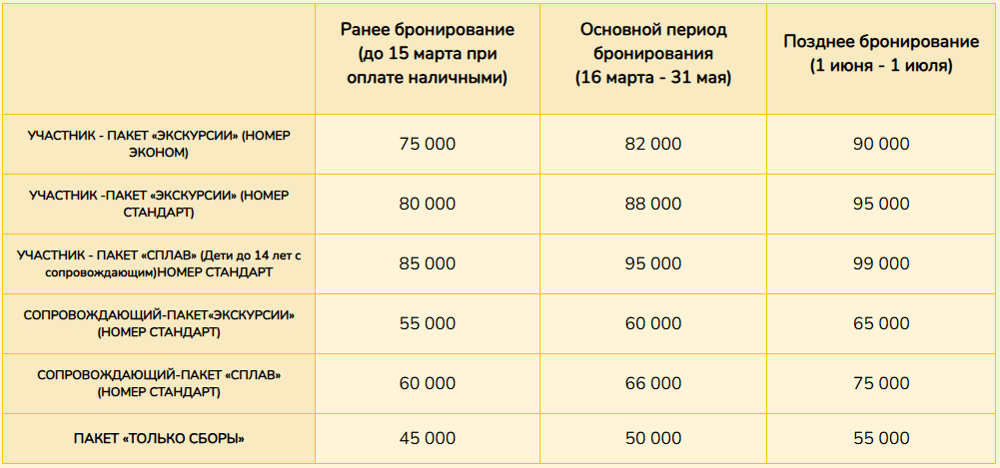 Ранее бронирование
(до 15 марта при
оплате наличными)
Основной период
бронирования
(16 марта - 31 мая)
Позднее бронирование
(1 июня - 1 июля)
УЧАСТНИК - ПАКЕТ «ЭКСКУРСИИ» (НОМЕР
ЭКОНОМ)
75 000
82 000
90 000
УЧАСТНИК -ПАКЕТ «ЭКСКУРСИИ» (НОМЕР
СТАНДАРТ)
80 000
88 000
95 000
УЧАСТНИК - ПАКЕТ «СПЛАВ» (Дети до 14 лет с
сопровождающим)НОМЕР СТАНДАРТ
85 000
95 000
99 000
СОПРОВОЖДАЮЩИЙ-ПАКЕТ«ЭКСКУРСИИ»
(НОМЕР СТАНДАРТ)
55 000
60 000
65 000
СОПРОВОЖДАЮЩИЙ-ПАКЕТ «СПЛАВ»
(НОМЕР СТАНДАРТ)
60 000
66 000
75 000
ПАКЕТ «ТОЛЬКО СБОРЫ»
45 000
50 000
55 000